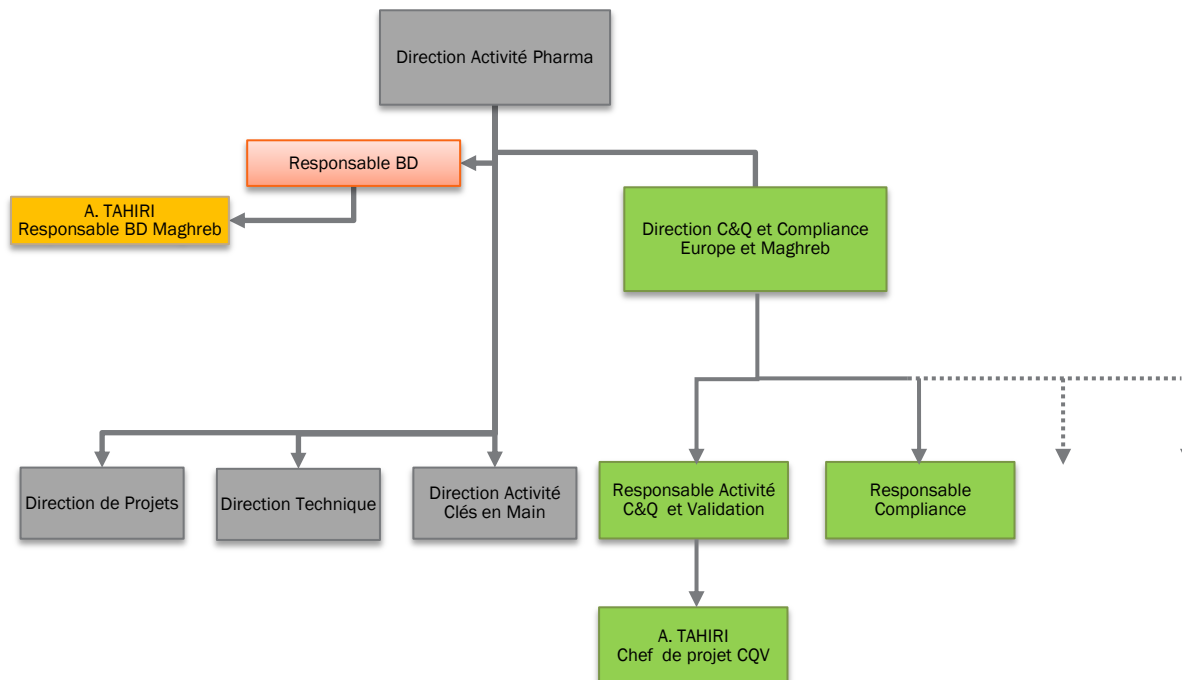 Direction Activité Pharma
Responsable BD
A. TAHIRI
Responsable BD Maghreb
Direction C&Q et Compliance
Europe et Maghreb
Direction de Projets
Direction Technique
Direction Activité
Clés en Main
Responsable Activité
C&Q et Validation
Responsable
Compliance
A. TAHIRI
Chef de projet CQV